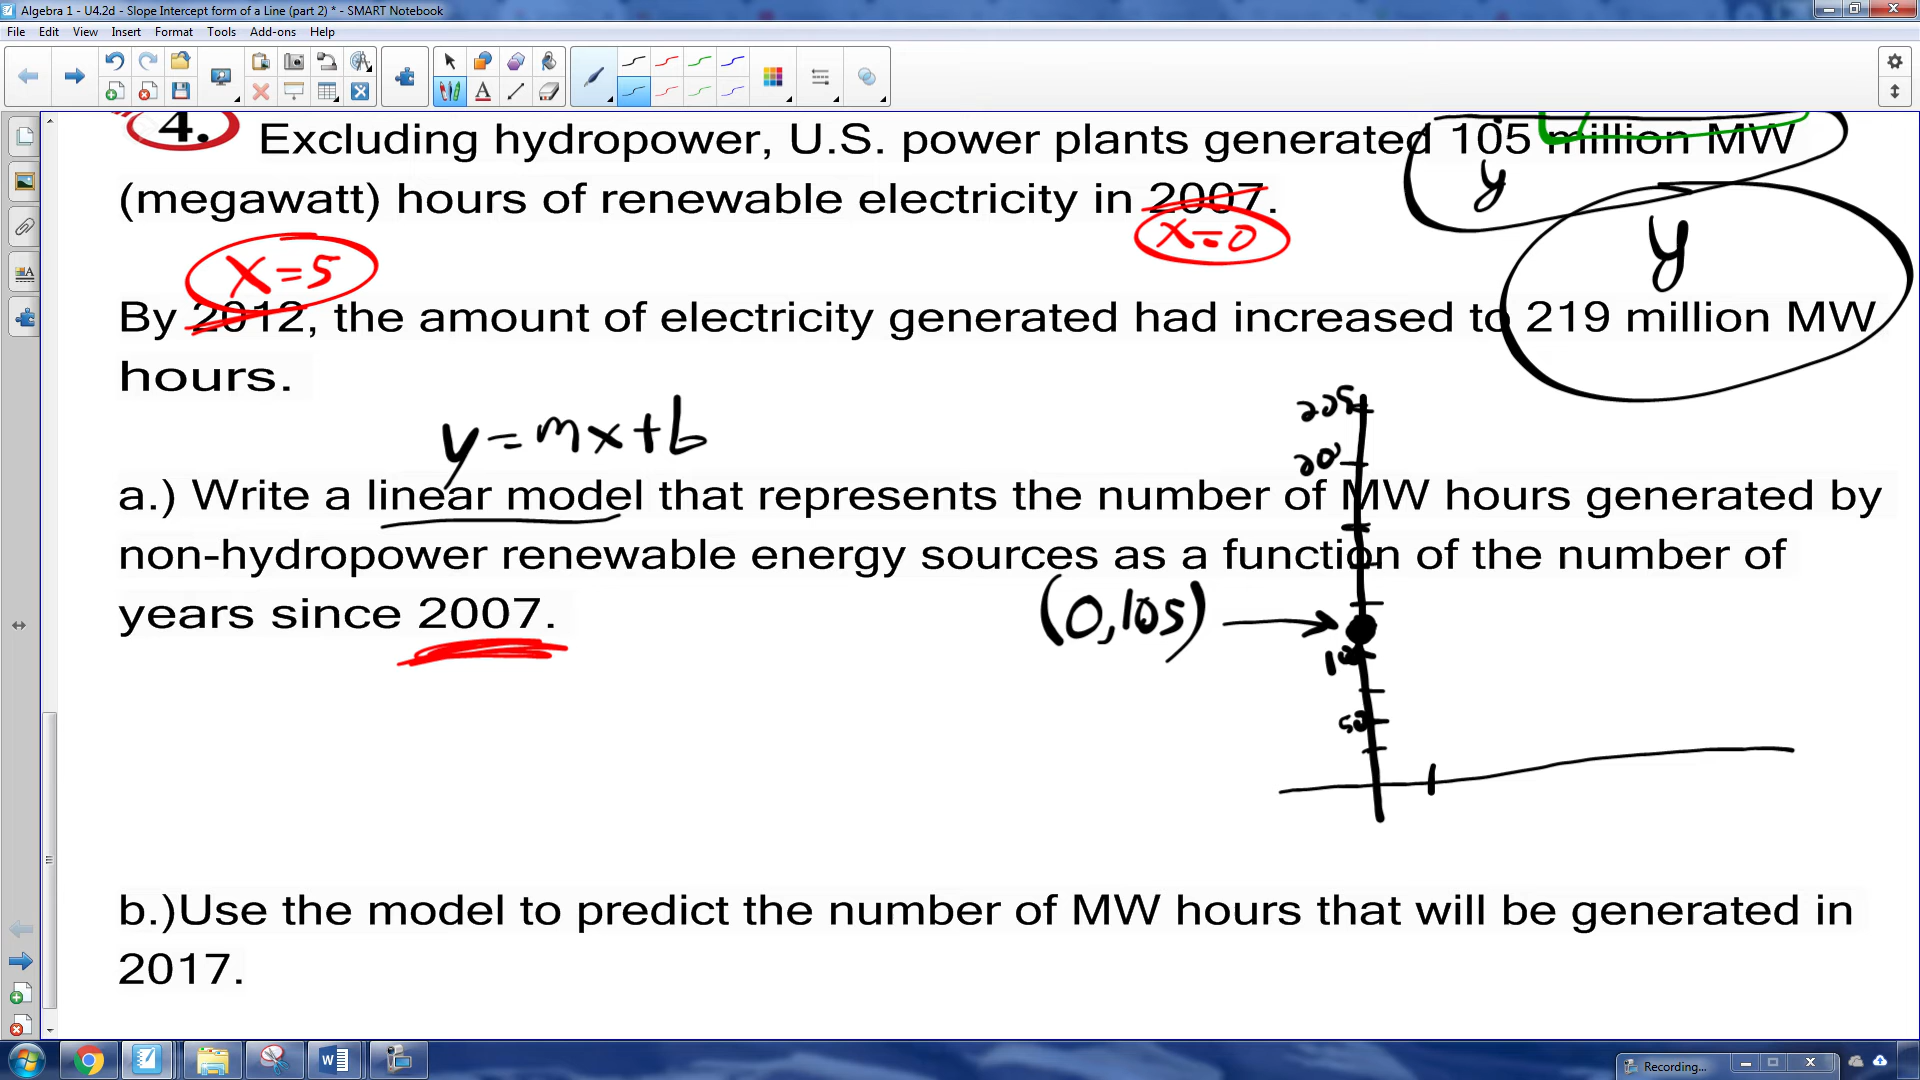 Algebra 1 - U4.2d - Slope Intercept form of a Line (part 2) * - SMART Notebook
File Edit View Insert Format Tools Add-ons Help
4. Excluding hydropower, U.S. power plants generated 105 million MW
y
(megawatt) hours of renewable electricity in 2007.
x=0
y
x=5
By 2012, the amount of electricity generated had increased to 219 million MW
hours.
225
y=mx+b
200
a.) Write a linear model that represents the number of MW hours generated by
non-hydropower renewable energy sources as a function of the number of
years since 2007.
(0,105)
50
b.)Use the model to predict the number of MW hours that will be generated in
2017.
Recording...